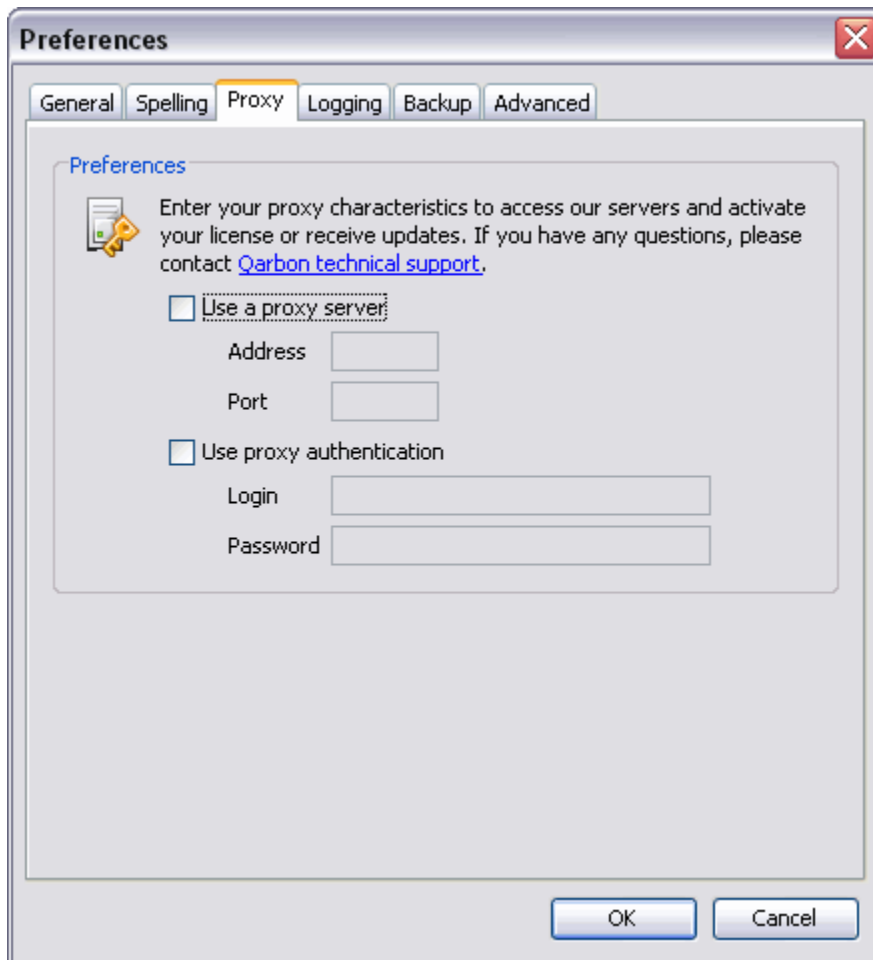 Preferences
General Spelling Proxy Logging Backup Advanced
Preferences
Enter your proxy characteristics to access our servers and activate
your license or receive updates. If you have any questions, please
contact Qarbon technical support.
Use a proxy server
Address
Port
Use proxy authentication
Login
Password
OK Cancel